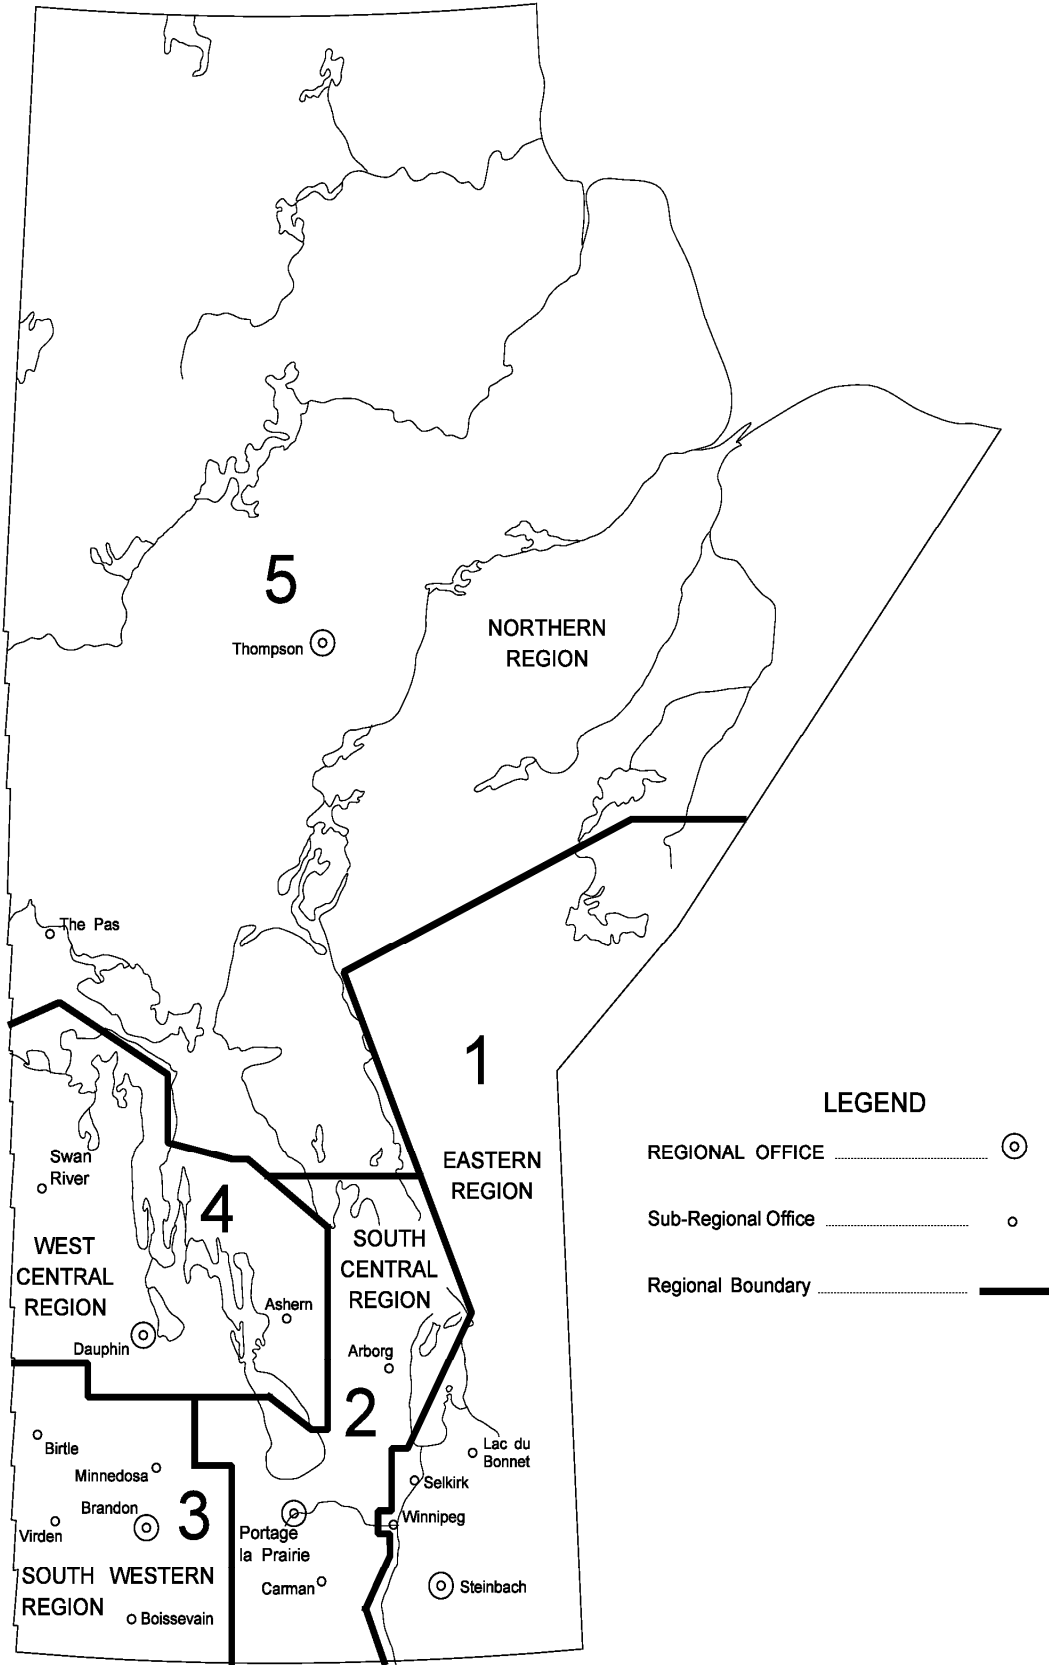 5
Thompson
NORTHERN
REGION
The Pas
1
EASTERN
REGION
LEGEND
REGIONAL OFFICE
Sub-Regional Office
Regional Boundary
Swan
River
4
WEST
CENTRAL
REGION
SOUTH
CENTRAL
REGION
Ashern
Dauphin
Arborg
2
Birtle
Minnedosa
Brandon
3
Virden
SOUTH WESTERN
REGION
Boissevain
Lac du
Bonnet
Selkirk
Winnipeg
Portage
la Prairie
Carman
Steinbach